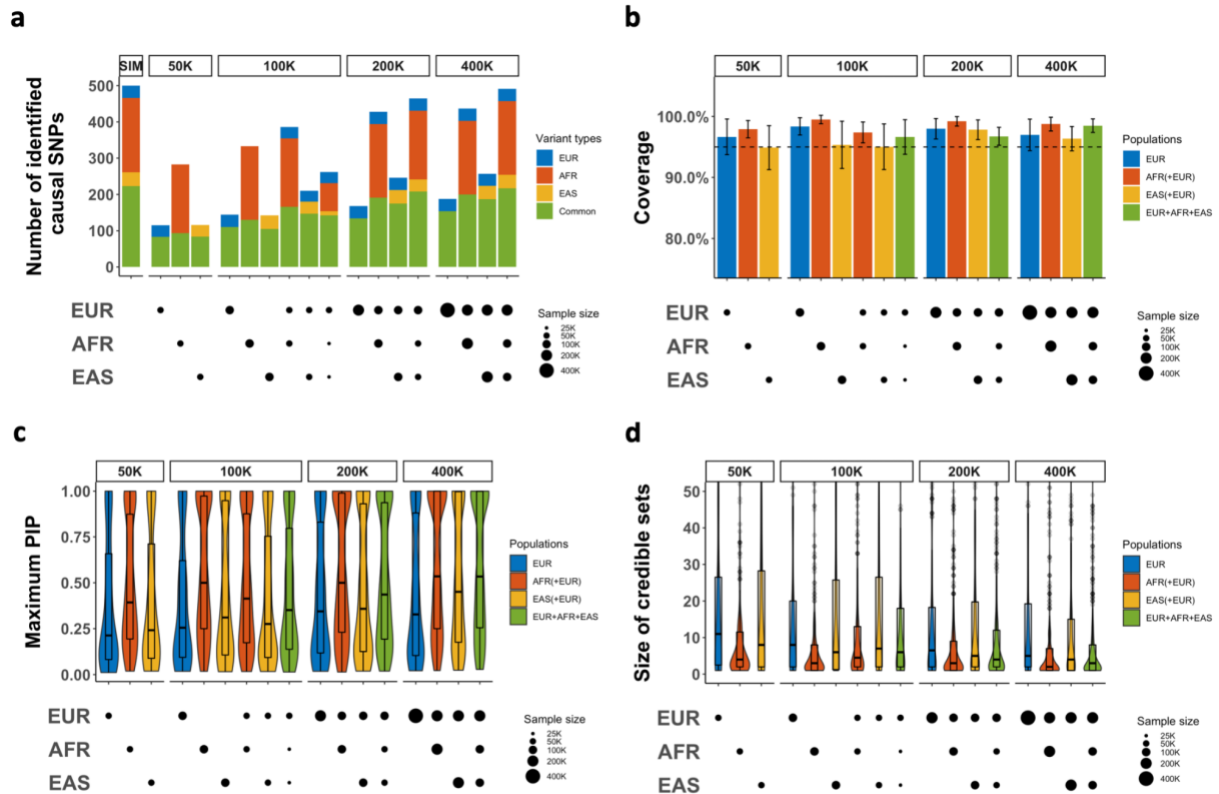 a
SIM 50K 100K 200K 400K
Number of identified
causal SNPs
500
400
300
200
100
0
Variant types
EUR
AFR
EAS
Common
EUR
AFR
EAS
Sample size
25K
50K
100K
200K
400K
b
50K 100K 200K 400K
Coverage
100.0%
90.0%
80.0%
Populations
EUR
AFR(+EUR)
EAS(+EUR)
EUR+AFR+EAS
EUR
AFR
EAS
Sample size
25K
50K
100K
200K
400K
c
50K 100K 200K 400K
Maximum PIP
1.00
0.75
0.50
0.25
0.00
Populations
EUR
AFR(+EUR)
EAS(+EUR)
EUR+AFR+EAS
EUR
AFR
EAS
Sample size
25K
50K
100K
200K
400K
d
50K 100K 200K 400K
Size of credible sets
50
40
30
20
10
0
Populations
EUR
AFR(+EUR)
EAS(+EUR)
EUR+AFR+EAS
EUR
AFR
EAS
Sample size
25K
50K
100K
200K
400K